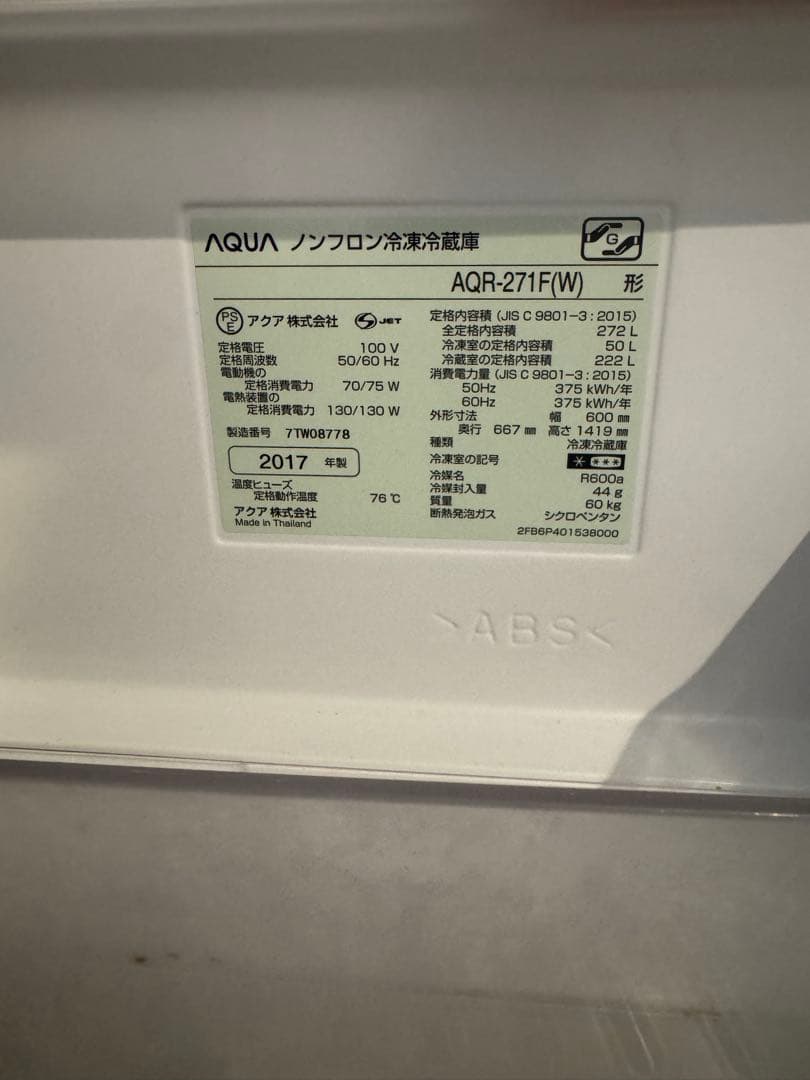 AQUA ノンフロン冷凍冷蔵庫
G
AQR-271F(W) 形
PSE アクア株式会社 S JET
定格電圧 100 V
定格周波数 50/60 Hz
電動機の
定格消費電力 70/75 W
電熱装置の
定格消費電力 130/130 W
製造番号 7TW08778
2017 年製
温度ヒューズ
定格動作温度 76 ℃
アクア株式会社
Made in Thailand
定格内容積 (JIS C 9801-3 : 2015)
全定格内容積 272 L
冷凍室の定格内容積 50 L
冷蔵室の定格内容積 222 L
消費電力量 (JIS C 9801-3 : 2015)
50Hz 375 kWh/年
60Hz 375 kWh/年
外形寸法 幅 600 ㎜
奥行 667 ㎜ 高さ 1419 ㎜
種類 冷凍冷蔵庫
冷凍室の記号 * ***
冷媒名 R600a
冷媒封入量 44 g
質量 60 kg
断熱発泡ガス シクロペンタン
2FB6P401538000
>ABS<